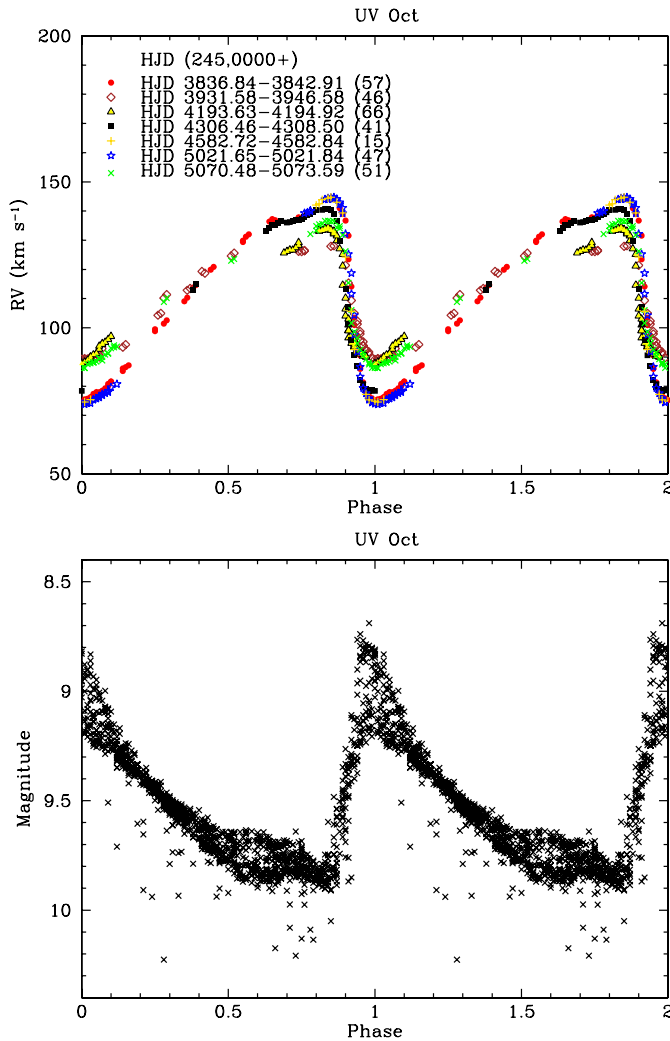 UV Oct
200
HJD (245,0000+)
HJD 3836.84−3842.91 (57)
HJD 3931.58−3946.58 (46)
HJD 4193.63−4194.92 (66)
HJD 4306.46−4308.50 (41)
HJD 4582.72−4582.84 (15)
HJD 5021.65−5021.84 (47)
HJD 5070.48−5073.59 (51)
150
RV (km s⁻¹)
100
50
0 0.5 1 1.5 2
Phase
UV Oct
8.5
9
Magnitude
9.5
10
0 0.5 1 1.5 2
Phase